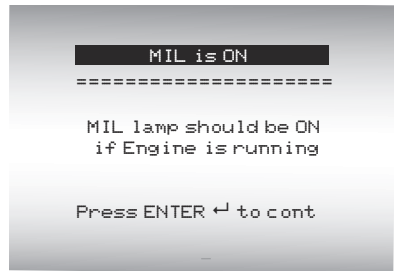 MIL is ON
=====================
MIL lamp should be ON
if Engine is running
Press ENTER ↵ to cont